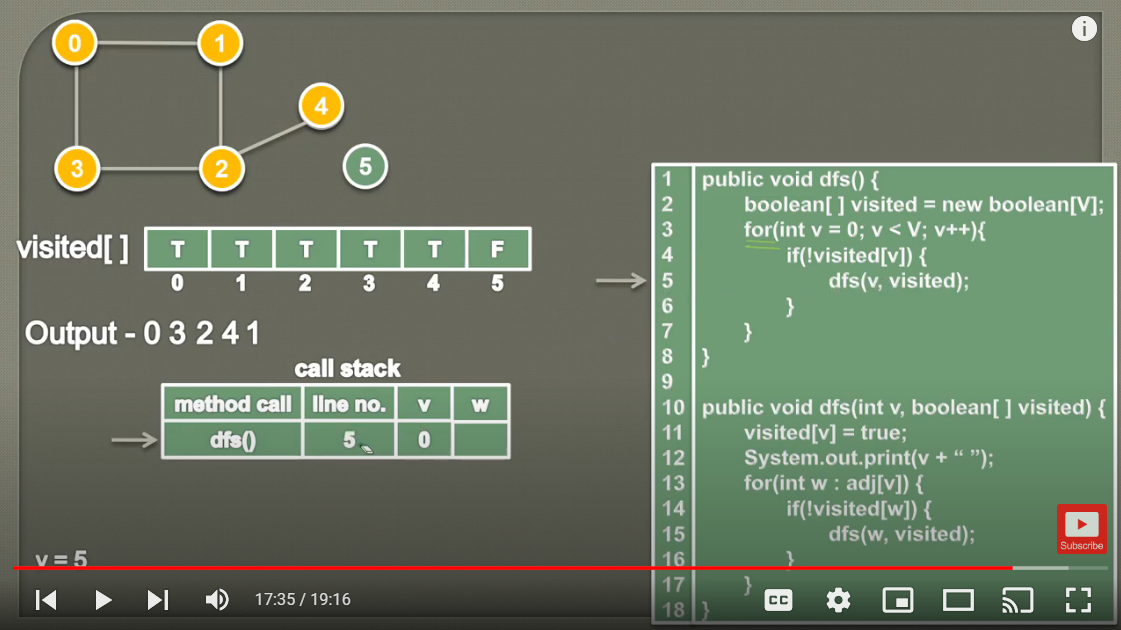 0 1
4
3 2 5
visited[ ] T T T T T F
0 1 2 3 4 5
Output - 0 3 2 4 1
call stack
method call line no. v w
dfs() 5 0
v = 5
1 public void dfs() {
2 boolean[ ] visited = new boolean[V];
3 for(int v = 0; v < V; v++){
4 if(!visited[v]) {
5 dfs(v, visited);
6 }
7 }
8 }
9
10 public void dfs(int v, boolean[ ] visited) {
11 visited[v] = true;
12 System.out.print(v + “ ”);
13 for(int w : adj[v]) {
14 if(!visited[w]) {
15 dfs(w, visited);
16 }
17 }
18 }
Subscribe
17:35 / 19:16
CC